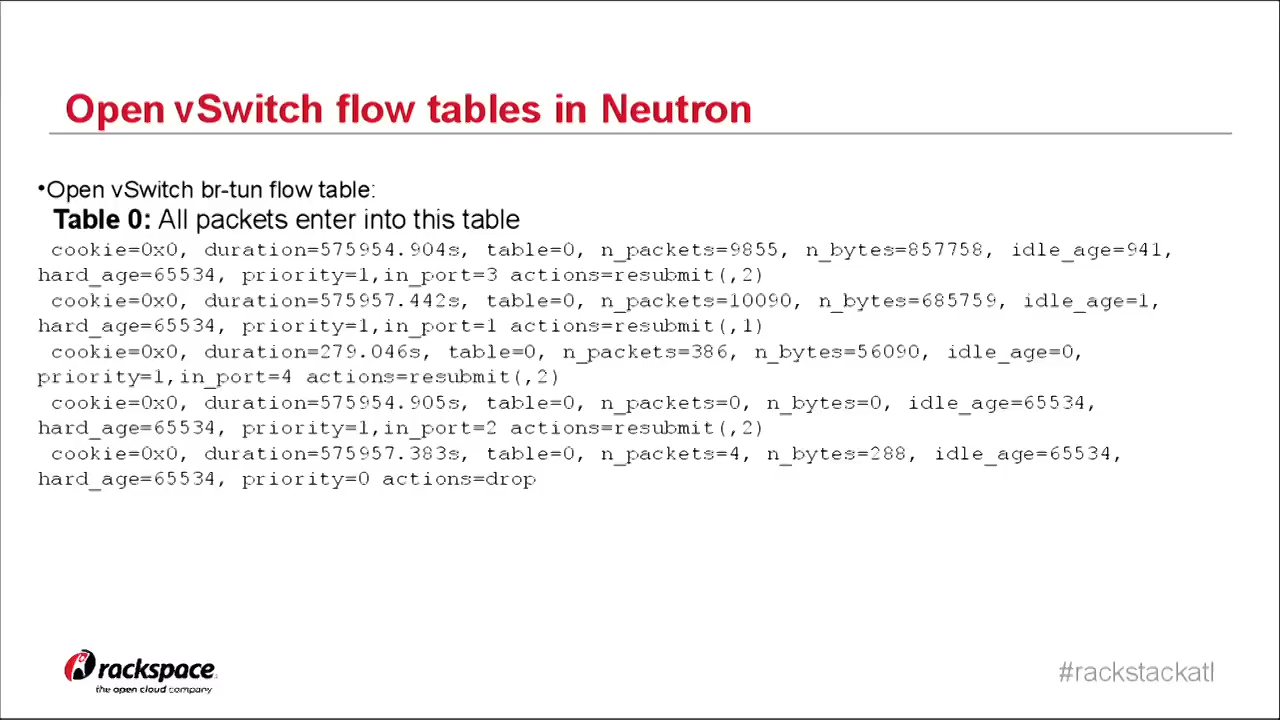 Open vSwitch flow tables in Neutron
•Open vSwitch br-tun flow table:
Table 0: All packets enter into this table
cookie=0x0, duration=575954.904s, table=0, n_packets=9855, n_bytes=857758, idle_age=941,
hard_age=65534, priority=1,in_port=3 actions=resubmit(,2)
cookie=0x0, duration=575957.442s, table=0, n_packets=10090, n_bytes=685759, idle_age=1,
hard_age=65534, priority=1,in_port=1 actions=resubmit(,1)
cookie=0x0, duration=279.046s, table=0, n_packets=386, n_bytes=56090, idle_age=0,
priority=1,in_port=4 actions=resubmit(,2)
cookie=0x0, duration=575954.905s, table=0, n_packets=0, n_bytes=0, idle_age=65534,
hard_age=65534, priority=1,in_port=2 actions=resubmit(,2)
cookie=0x0, duration=575957.383s, table=0, n_packets=4, n_bytes=288, idle_age=65534,
hard_age=65534, priority=0 actions=drop
rackspace
the open cloud company
#rackstackatl